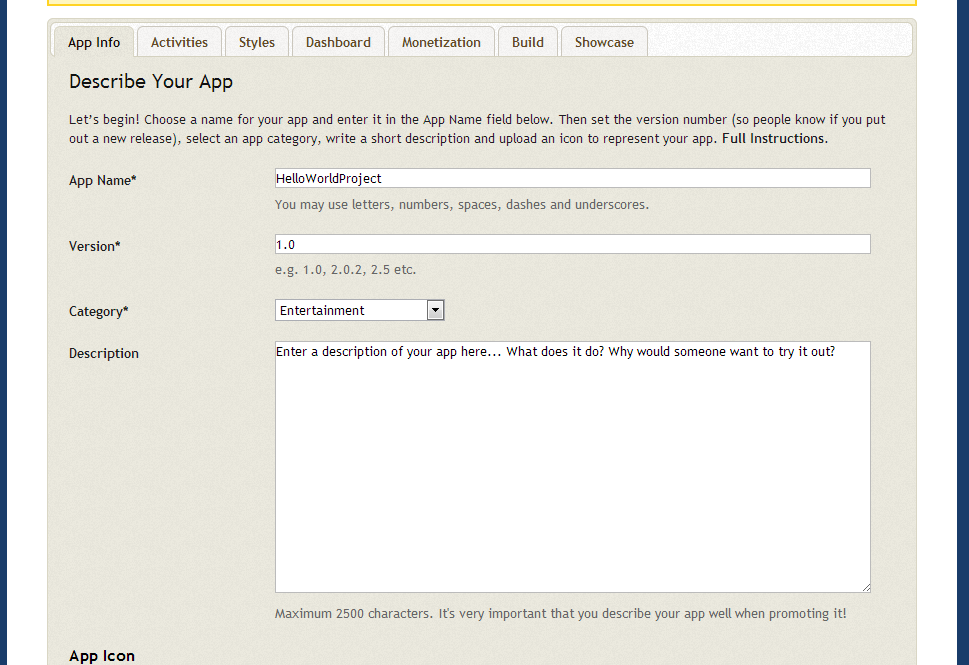 App Info Activities Styles Dashboard Monetization Build Showcase
Describe Your App
Let's begin! Choose a name for your app and enter it in the App Name field below. Then set the version number (so people know if you put
out a new release), select an app category, write a short description and upload an icon to represent your app. Full Instructions.
App Name* HelloWorldProject
You may use letters, numbers, spaces, dashes and underscores.
Version* 1.0
e.g. 1.0, 2.0.2, 2.5 etc.
Category* Entertainment
Description Enter a description of your app here... What does it do? Why would someone want to try it out?
Maximum 2500 characters. It's very important that you describe your app well when promoting it!
App Icon